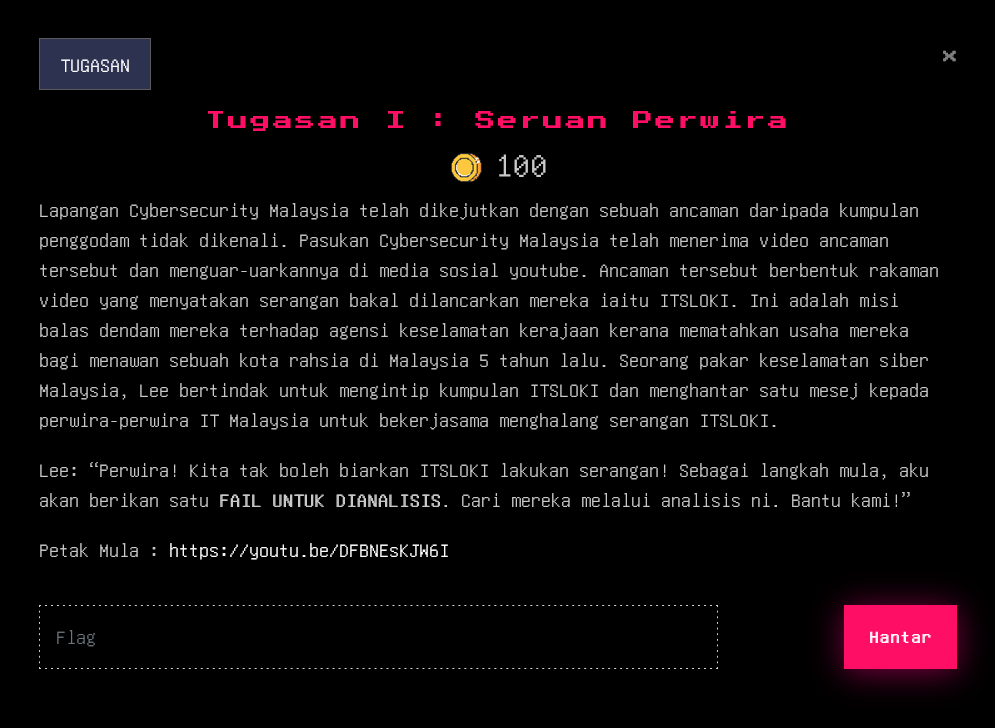 TUGASAN
×
Tugasan I : Seruan Perwira
100
Lapangan Cybersecurity Malaysia telah dikejutkan dengan sebuah ancaman daripada kumpulan
penggodam tidak dikenali. Pasukan Cybersecurity Malaysia telah menerima video ancaman
tersebut dan menguar-uarkannya di media sosial youtube. Ancaman tersebut berbentuk rakaman
video yang menyatakan serangan bakal dilancarkan mereka iaitu ITSLOKI. Ini adalah misi
balas dendam mereka terhadap agensi keselamatan kerajaan kerana mematahkan usaha mereka
bagi menawan sebuah kota rahsia di Malaysia 5 tahun lalu. Seorang pakar keselamatan siber
Malaysia, Lee bertindak untuk mengintip kumpulan ITSLOKI dan menghantar satu mesej kepada
perwira-perwira IT Malaysia untuk bekerjasama menghalang serangan ITSLOKI.
Lee: “Perwira! Kita tak boleh biarkan ITSLOKI lakukan serangan! Sebagai langkah mula, aku
akan berikan satu FAIL UNTUK DIANALISIS. Cari mereka melalui analisis ni. Bantu kami!”
Petak Mula : https://youtu.be/DFBNEsKJW6I
Flag
Hantar